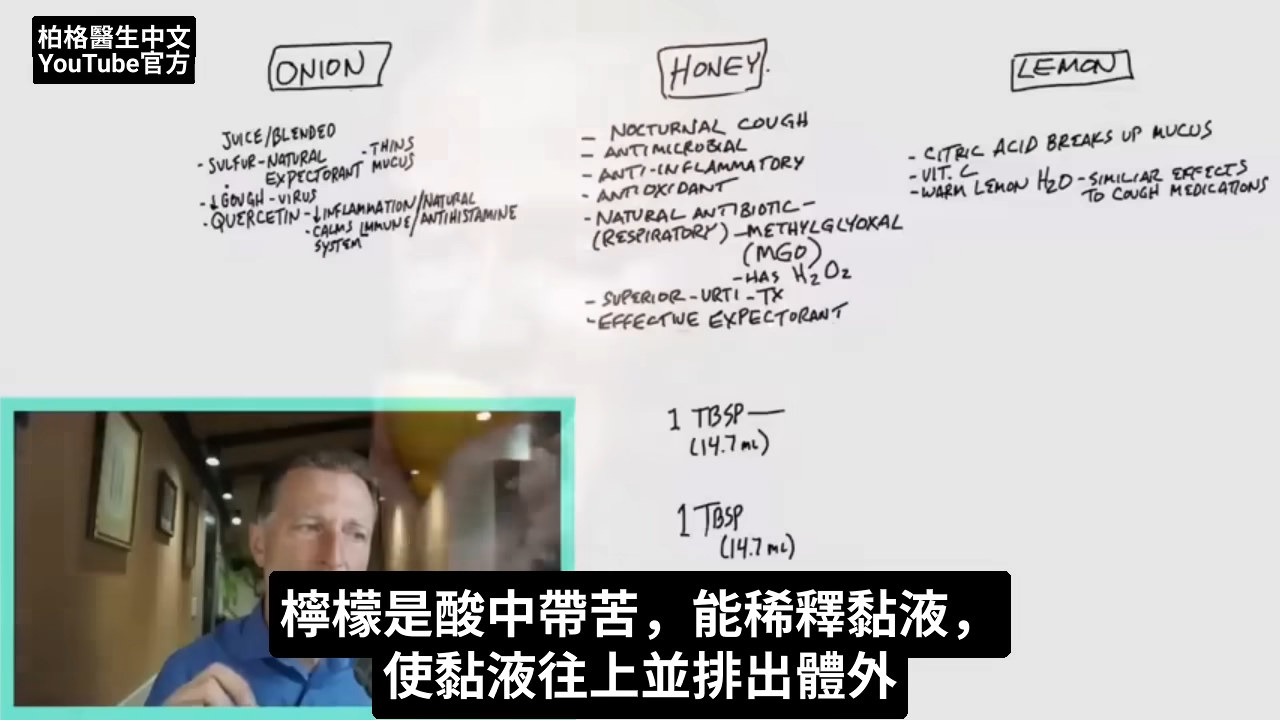 柏格醫生中文
YouTube官方
ONION
JUICE/BLENDED
- SULFUR-NATURAL EXPECTORANT
- THINS MUCUS
- ↓COUGH-VIRUS
- QUERCETIN-↓INFLAMMATION/NATURAL ANTIHISTAMINE
- CALMS IMMUNE SYSTEM
HONEY.
- NOCTURNAL COUGH
- ANTIMICROBIAL
- ANTI-INFLAMMATORY
- ANTIOXIDANT
- NATURAL ANTIBIOTIC -
(RESPIRATORY) - METHYLGLYOXAL
(MGO)
- HAS H2O2
- SUPERIOR-URTI-TX
- EFFECTIVE EXPECTORANT
LEMON
- CITRIC ACID BREAKS UP MUCUS
- VIT. C
- WARM LEMON H2O - SIMILIAR EFFECTS
TO COUGH MEDICATIONS
1 TBSP —
(14.7mL)
1 TBSP
(14.7mL)
檸檬是酸中帶苦，能稀釋黏液，
使黏液往上並排出體外